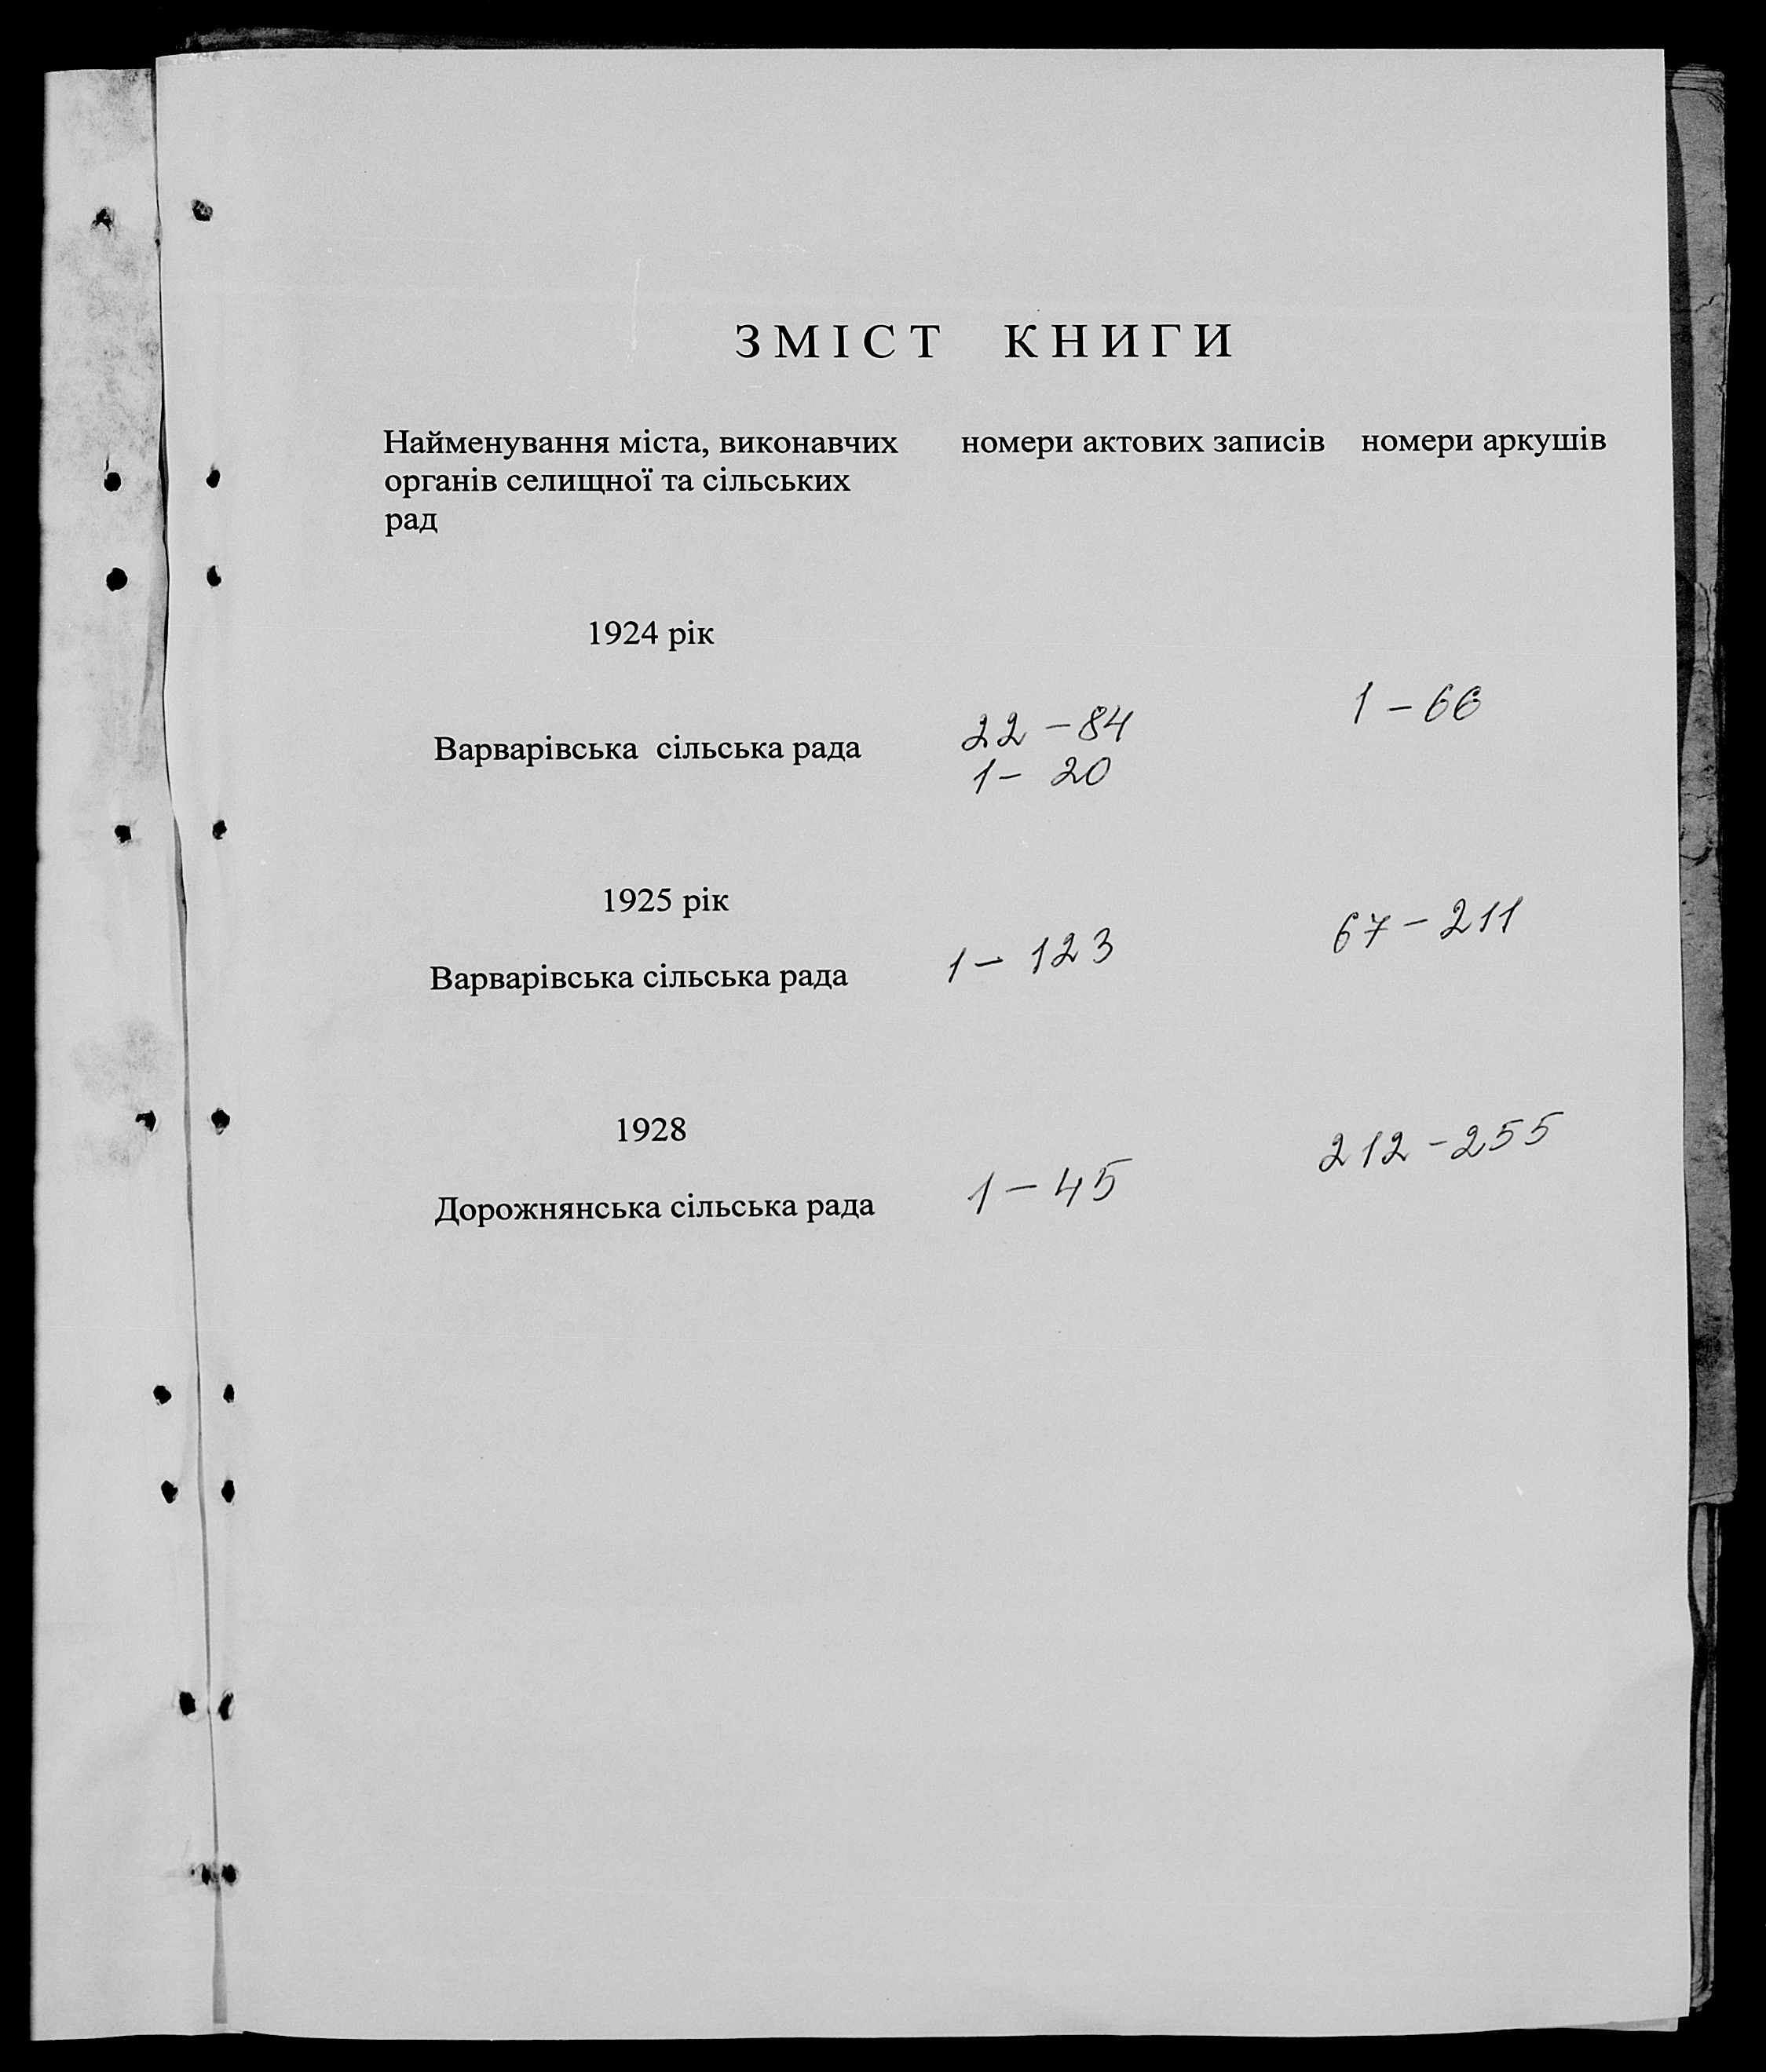 ЗМІСТ КНИГИ
Найменування міста, виконавчих номери актових записів номери аркушів
органів селищної та сільських
рад
1924 рік
1 – 66
22 – 84
Варварівська сільська рада
1 – 20
1925 рік
67 – 211
1 – 123
Варварівська сільська рада
1928
212 – 255
1 – 45
Дорожнянська сільська рада